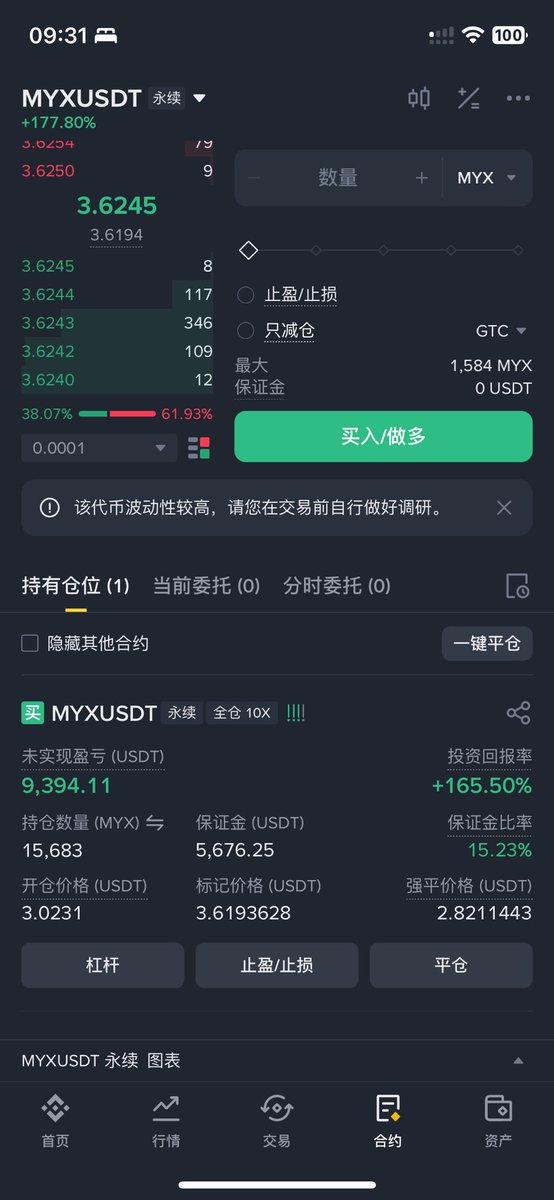 09:31 100
MYXUSDT 永续
+177.80%
3.6254 79
3.6250 9
3.6245
3.6194
3.6245 8
3.6244 117
3.6243 346
3.6242 109
3.6240 12
38.07% 61.93%
0.0001
数量 MYX
止盈/止损
只减仓 GTC
最大 1,584 MYX
保证金 0 USDT
买入/做多
该代币波动性较高，请您在交易前自行做好调研。
持有仓位 (1) 当前委托 (0) 分时委托 (0)
隐藏其他合约 一键平仓
买 MYXUSDT 永续 全仓 10X !!!!
未实现盈亏 (USDT) 投资回报率
9,394.11 +165.50%
持仓数量 (MYX) 保证金 (USDT) 保证金比率
15,683 5,676.25 15.23%
开仓价格 (USDT) 标记价格 (USDT) 强平价格 (USDT)
3.0231 3.6193628 2.8211443
杠杆 止盈/止损 平仓
MYXUSDT 永续 图表
首页 行情 交易 合约 资产